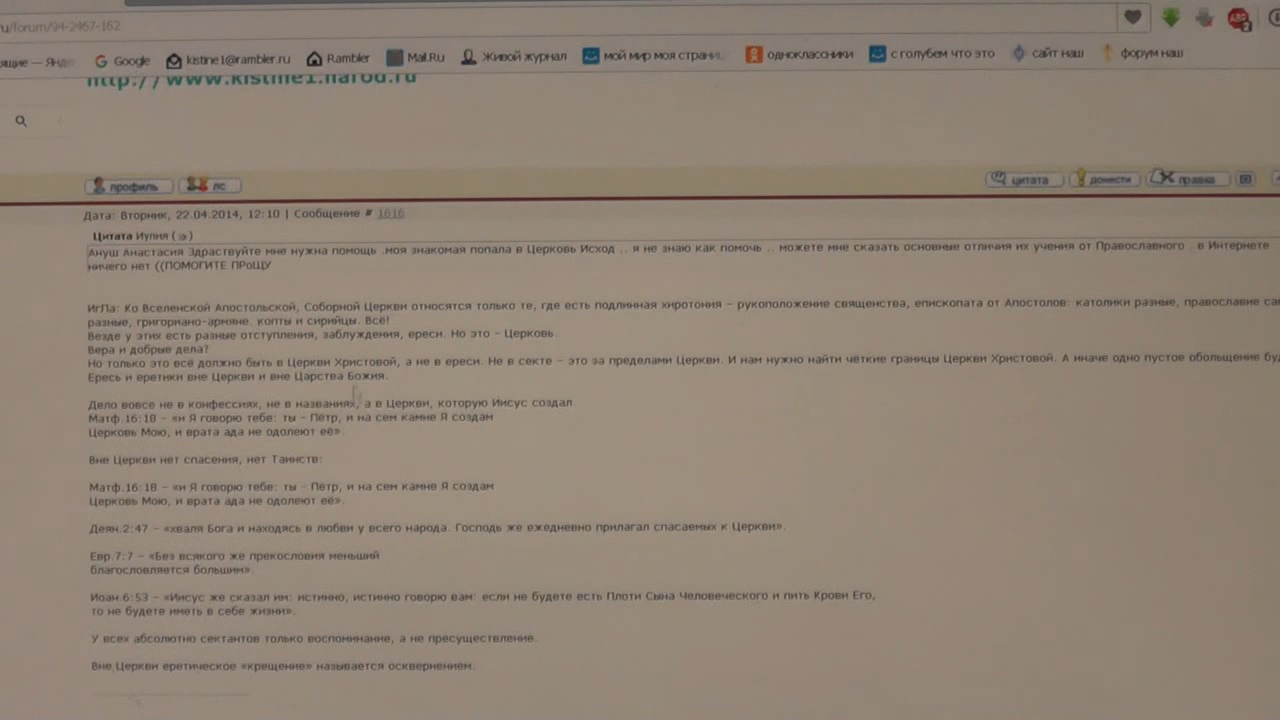 u/forum/94-2467-162
Google kistine1@rambler.ru Rambler Mail.Ru Живой журнал мой мир моя страни... одноклассники с голубем что это сайт наш форум наш
http://www.kistine1.narod.ru
профиль лс цитата донести правка
Дата: Вторник, 22.04.2014, 12:10 | Сообщение # 1616
Цитата Иулия ( )
Ануш Анастасия Здраствуйте мне нужна помощь .моя знакомая попала в Церковь Исход .. я не знаю как помочь .. можете мне сказать основные отличия их учения от Православного . в Интернете
ничего нет ((ПОМОГИТЕ ПРоЩУ
ИгЛа: Ко Вселенской Апостольской, Соборной Церкви относятся только те, где есть подлинная хиротония – рукоположение священства, епископата от Апостолов: католики разные, православие са
разные, григориано-армяне. копты и сирийцы. Всё!
Везде у этих есть разные отступления, заблуждения, ереси. Но это – Церковь.
Вера и добрые дела?
Но только это всё должно быть в Церкви Христовой, а не в ереси. Не в секте – это за пределами Церкви. И нам нужно найти чёткие границы Церкви Христовой. А иначе одно пустое обольщение бу
Ересь и еретики вне Церкви и вне Царства Божия.
Дело вовсе не в конфессиях, не в названиях, а в Церкви, которую Иисус создал.
Матф.16:18 – «и Я говорю тебе: ты - Пётр, и на сем камне Я создам
Церковь Мою, и врата ада не одолеют её».
Вне Церкви нет спасения, нет Таинств:
Матф.16:18 – «и Я говорю тебе: ты - Пётр, и на сем камне Я создам
Церковь Мою, и врата ада не одолеют её».
Деян.2:47 – «хваля Бога и находясь в любви у всего народа. Господь же ежедневно прилагал спасаемых к Церкви».
Евр.7:7 – «Без всякого же прекословия меньший
благословляется большим».
Иоан.6:53 – «Иисус же сказал им: истинно, истинно говорю вам: если не будете есть Плоти Сына Человеческого и пить Крови Его,
то не будете иметь в себе жизни».
У всех абсолютно сектантов только воспоминание, а не пресуществление.
Вне Церкви еретическое «крещение» называется осквернением.